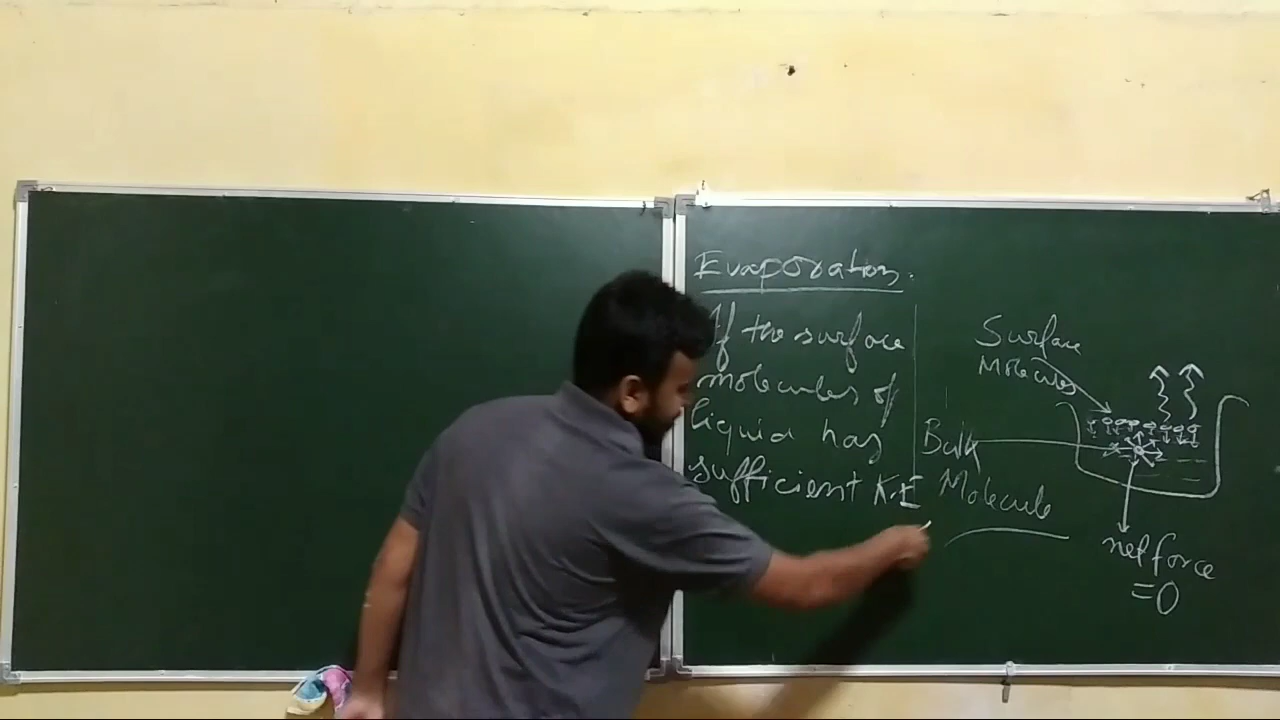 Evaporation.
If the surface
molecules of
liquid has
sufficient K.E
Surface
Molecules
Bulk
Molecule
net force
=0